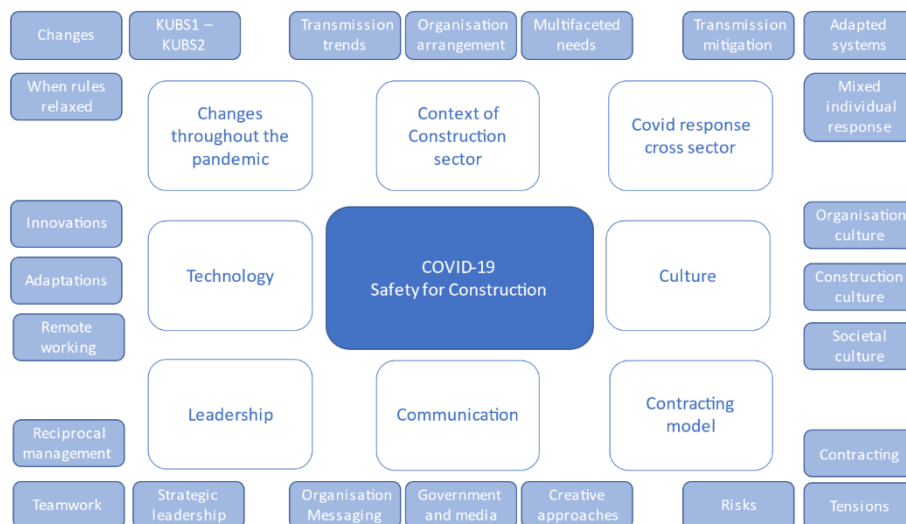 Changes
KUBS1 –
KUBS2
Transmission
trends
Organisation
arrangement
Multifaceted
needs
Transmission
mitigation
Adapted
systems
When rules
relaxed
Changes
throughout the
pandemic
Context of
Construction
sector
Covid response
cross sector
Mixed
individual
response
Innovations
Adaptations
Remote
working
Technology
COVID-19
Safety for Construction
Culture
Organisation
culture
Construction
culture
Societal
culture
Leadership
Communication
Contracting
model
Reciprocal
management
Contracting
Teamwork
Strategic
leadership
Organisation
Messaging
Government
and media
Creative
approaches
Risks
Tensions